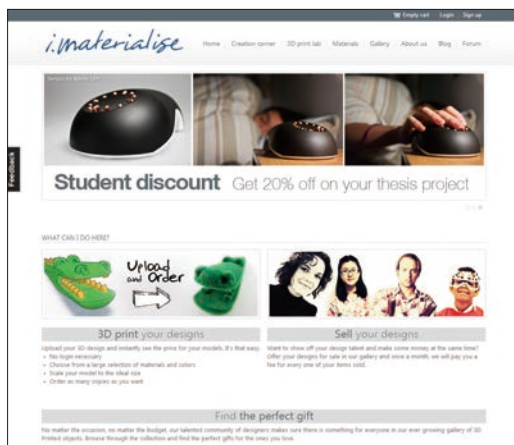 Empty cart Login Sign up
i.materialise
Home Creation corner 3D print lab Materials Gallery About us Blog Forum
Feedback
Student discount Get 20% off on your thesis project
WHAT CAN I DO HERE?
Upload
and Order
3D print your designs
Upload your 3D design and instantly see the price for your models. It's that easy.
• No login necessary
• Choose from a large selection of materials and colors
• Scale your model to the ideal size
• Order as many copies as you want
Sell your designs
Want to show off your design talent and make some money at the same time?
Offer your designs for sale in our gallery and once a month, we will pay you a
fee for every one of your items sold.
Find the perfect gift
No matter the occasion, no matter the budget, our talented community of designers makes sure there is something for everyone in our ever growing gallery of 3D
Printed objects. Browse through the collection and find the perfect gifts for the ones you love.